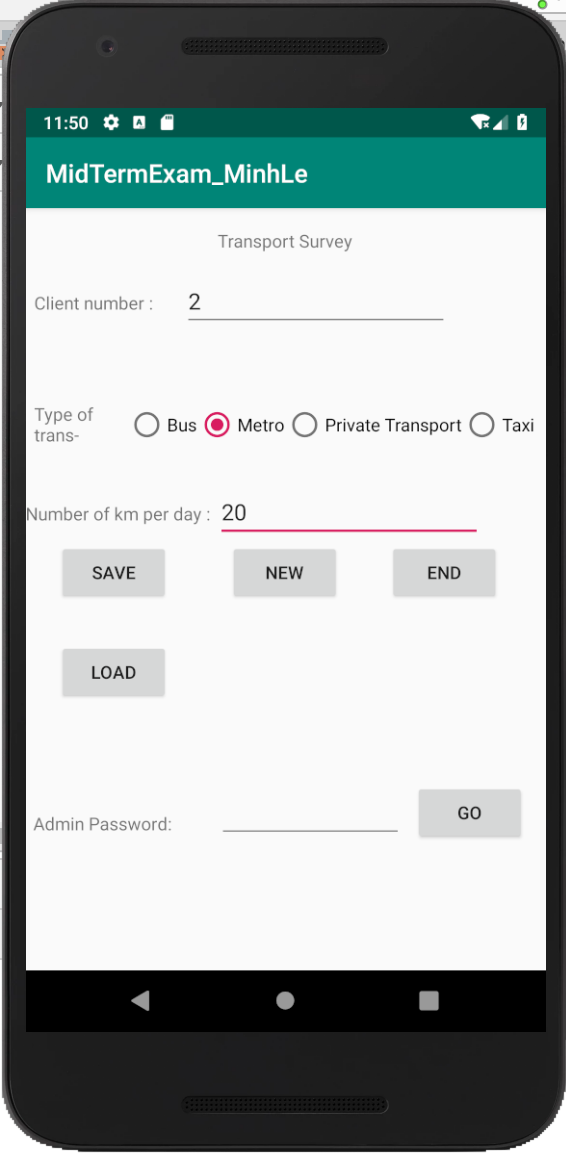 11:50
MidTermExam_MinhLe
Transport Survey
Client number : 2
Type of
trans-
Bus Metro Private Transport Taxi
Number of km per day : 20
SAVE NEW END
LOAD
Admin Password: GO